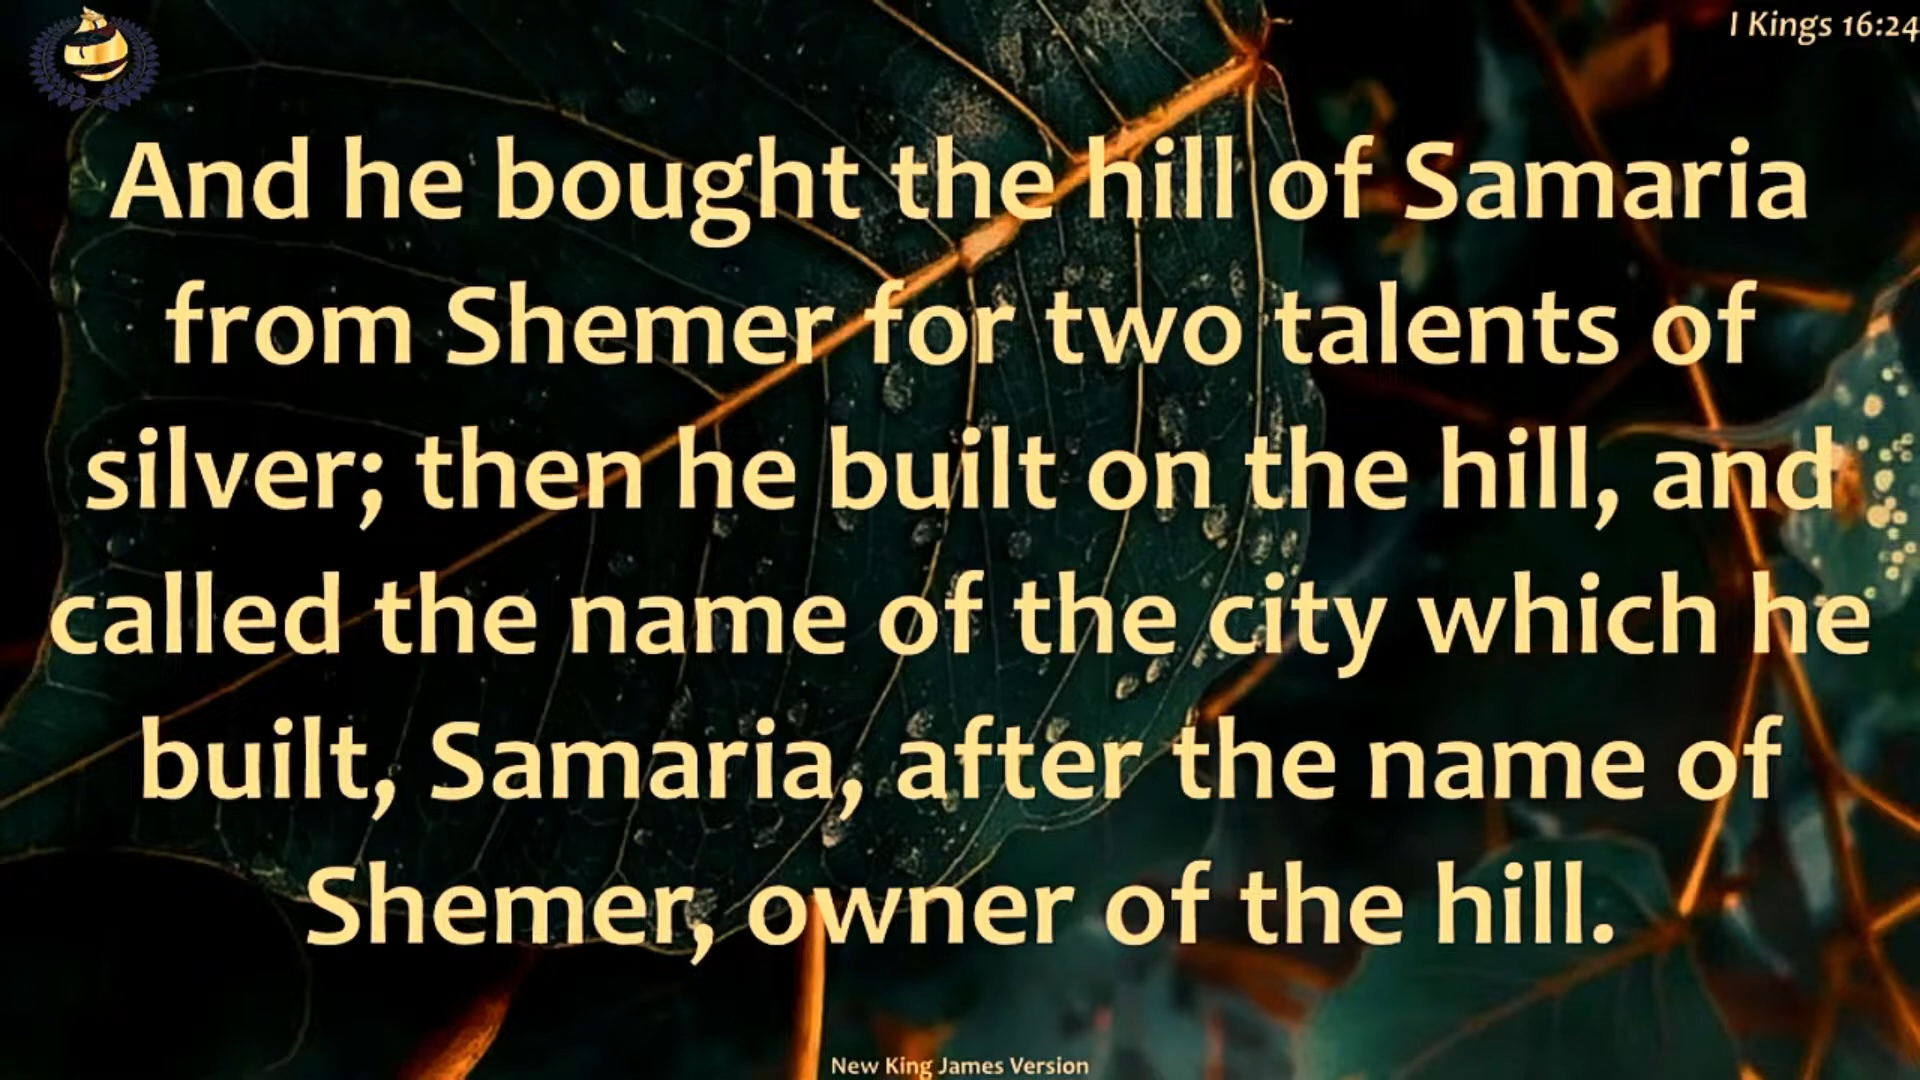 I Kings 16:24
And he bought the hill of Samaria
from Shemer for two talents of
silver; then he built on the hill, and
called the name of the city which he
built, Samaria, after the name of
Shemer, owner of the hill.
New King James Version